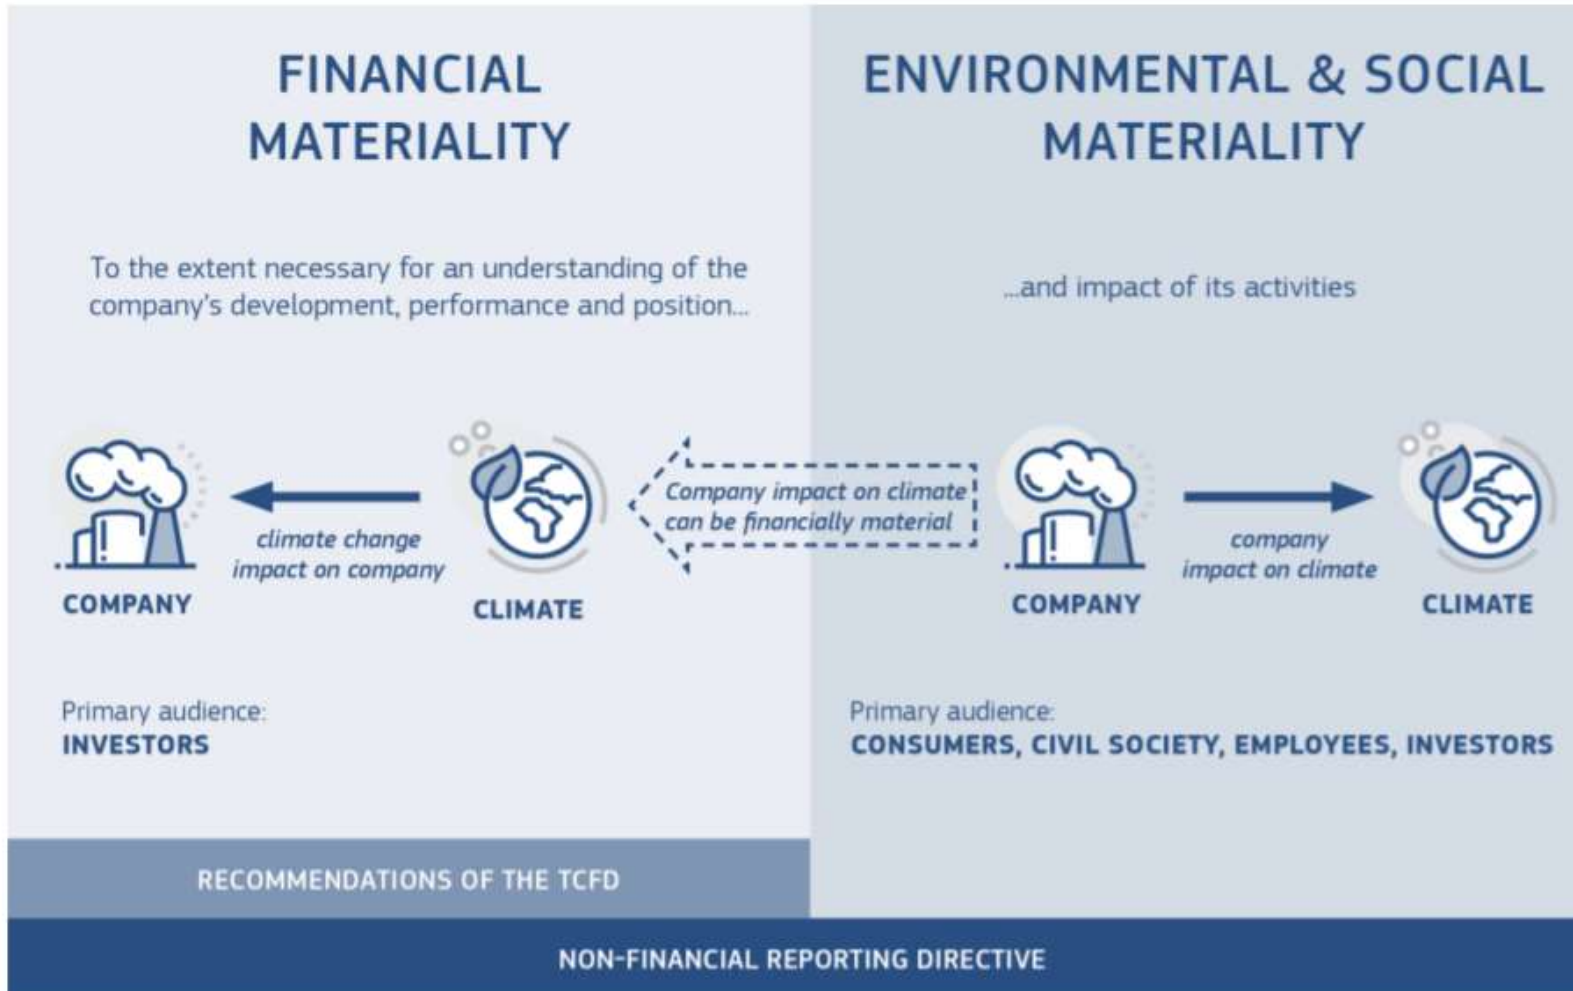 FINANCIAL
MATERIALITY
To the extent necessary for an understanding of the
company's development, performance and position...
climate change
impact on company
COMPANY
CLIMATE
Company impact on climate
can be financially material
Primary audience:
INVESTORS
RECOMMENDATIONS OF THE TCFD
ENVIRONMENTAL & SOCIAL
MATERIALITY
...and impact of its activities
company
impact on climate
COMPANY
CLIMATE
Primary audience:
CONSUMERS, CIVIL SOCIETY, EMPLOYEES, INVESTORS
NON-FINANCIAL REPORTING DIRECTIVE